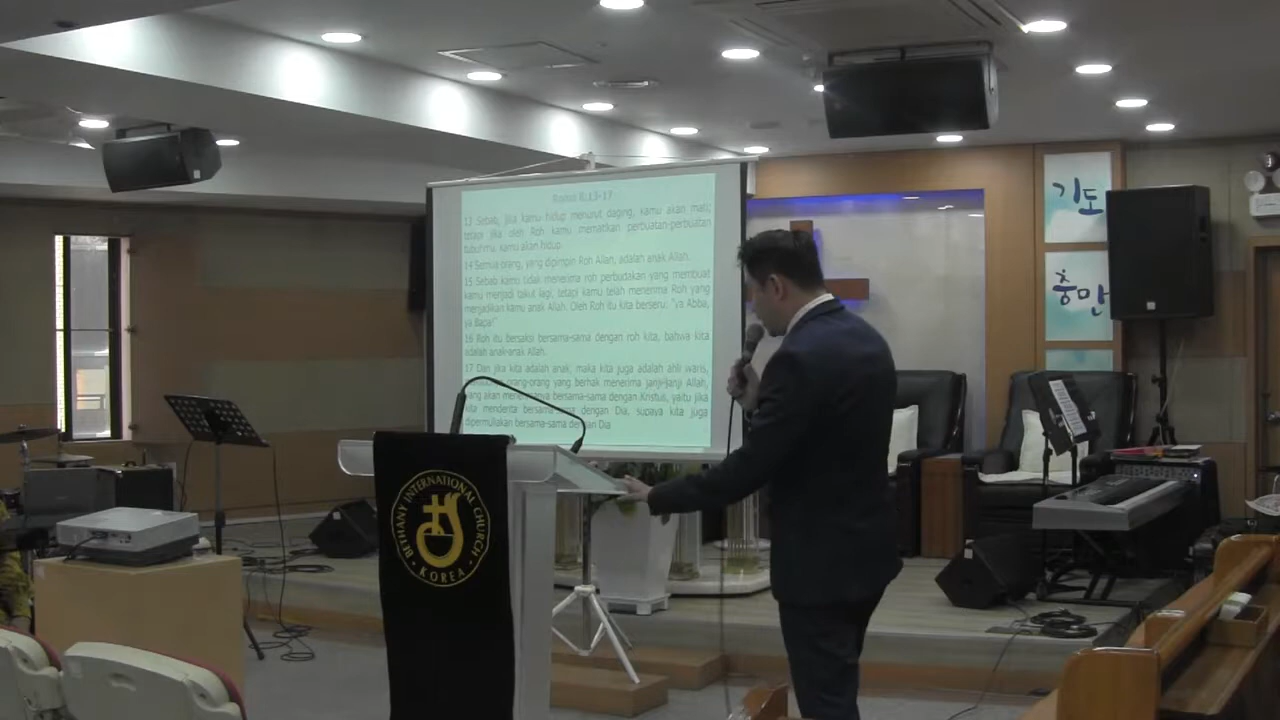 Roma 8:13-17
13 Sebab, jika kamu hidup menurut daging, kamu akan mati;
tetapi jika oleh Roh kamu mematikan perbuatan-perbuatan
tubuhmu, kamu akan hidup.
14 Semua orang, yang dipimpin Roh Allah, adalah anak Allah.
15 Sebab kamu tidak menerima roh perbudakan yang membuat
kamu menjadi takut lagi, tetapi kamu telah menerima Roh yang
menjadikan kamu anak Allah. Oleh Roh itu kita berseru: "ya Abba,
ya Bapa!"
16 Roh itu bersaksi bersama-sama dengan roh kita, bahwa kita
adalah anak-anak Allah.
17 Dan jika kita adalah anak, maka kita juga adalah ahli waris,
orang-orang yang berhak menerima janji-janji Allah,
yang akan menerimanya bersama-sama dengan Kristus, yaitu jika
kita menderita bersama-sama dengan Dia, supaya kita juga
dipermuliakan bersama-sama dengan Dia
기도
충만
BETHANY INTERNATIONAL CHURCH
KOREA